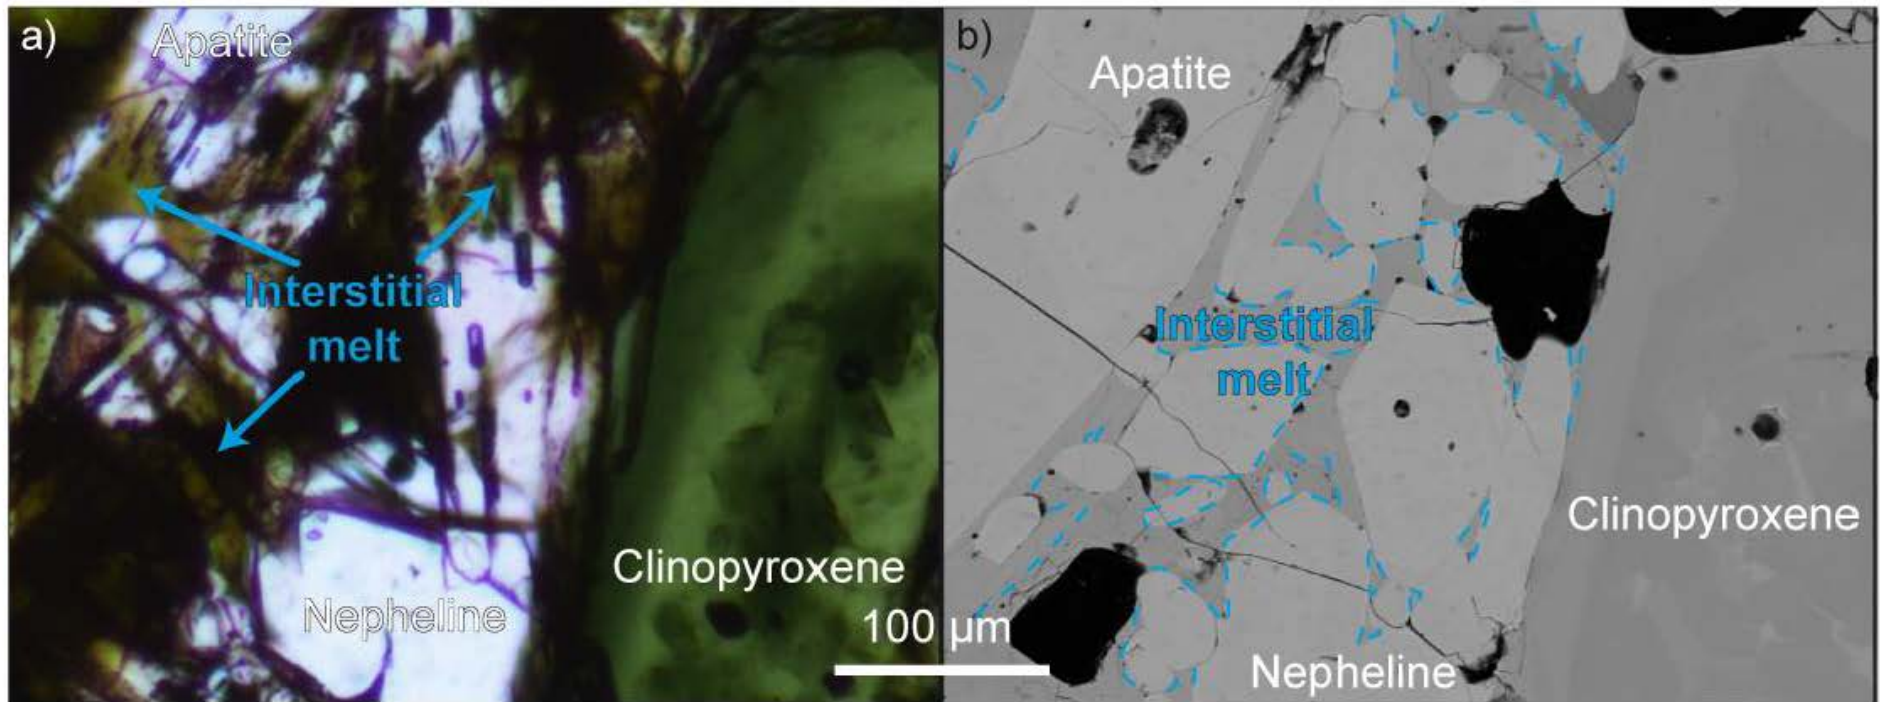 a)
Apatite
Interstitial
melt
Clinopyroxene
Nepheline
100 µm
b)
Apatite
Interstitial
melt
Clinopyroxene
Nepheline